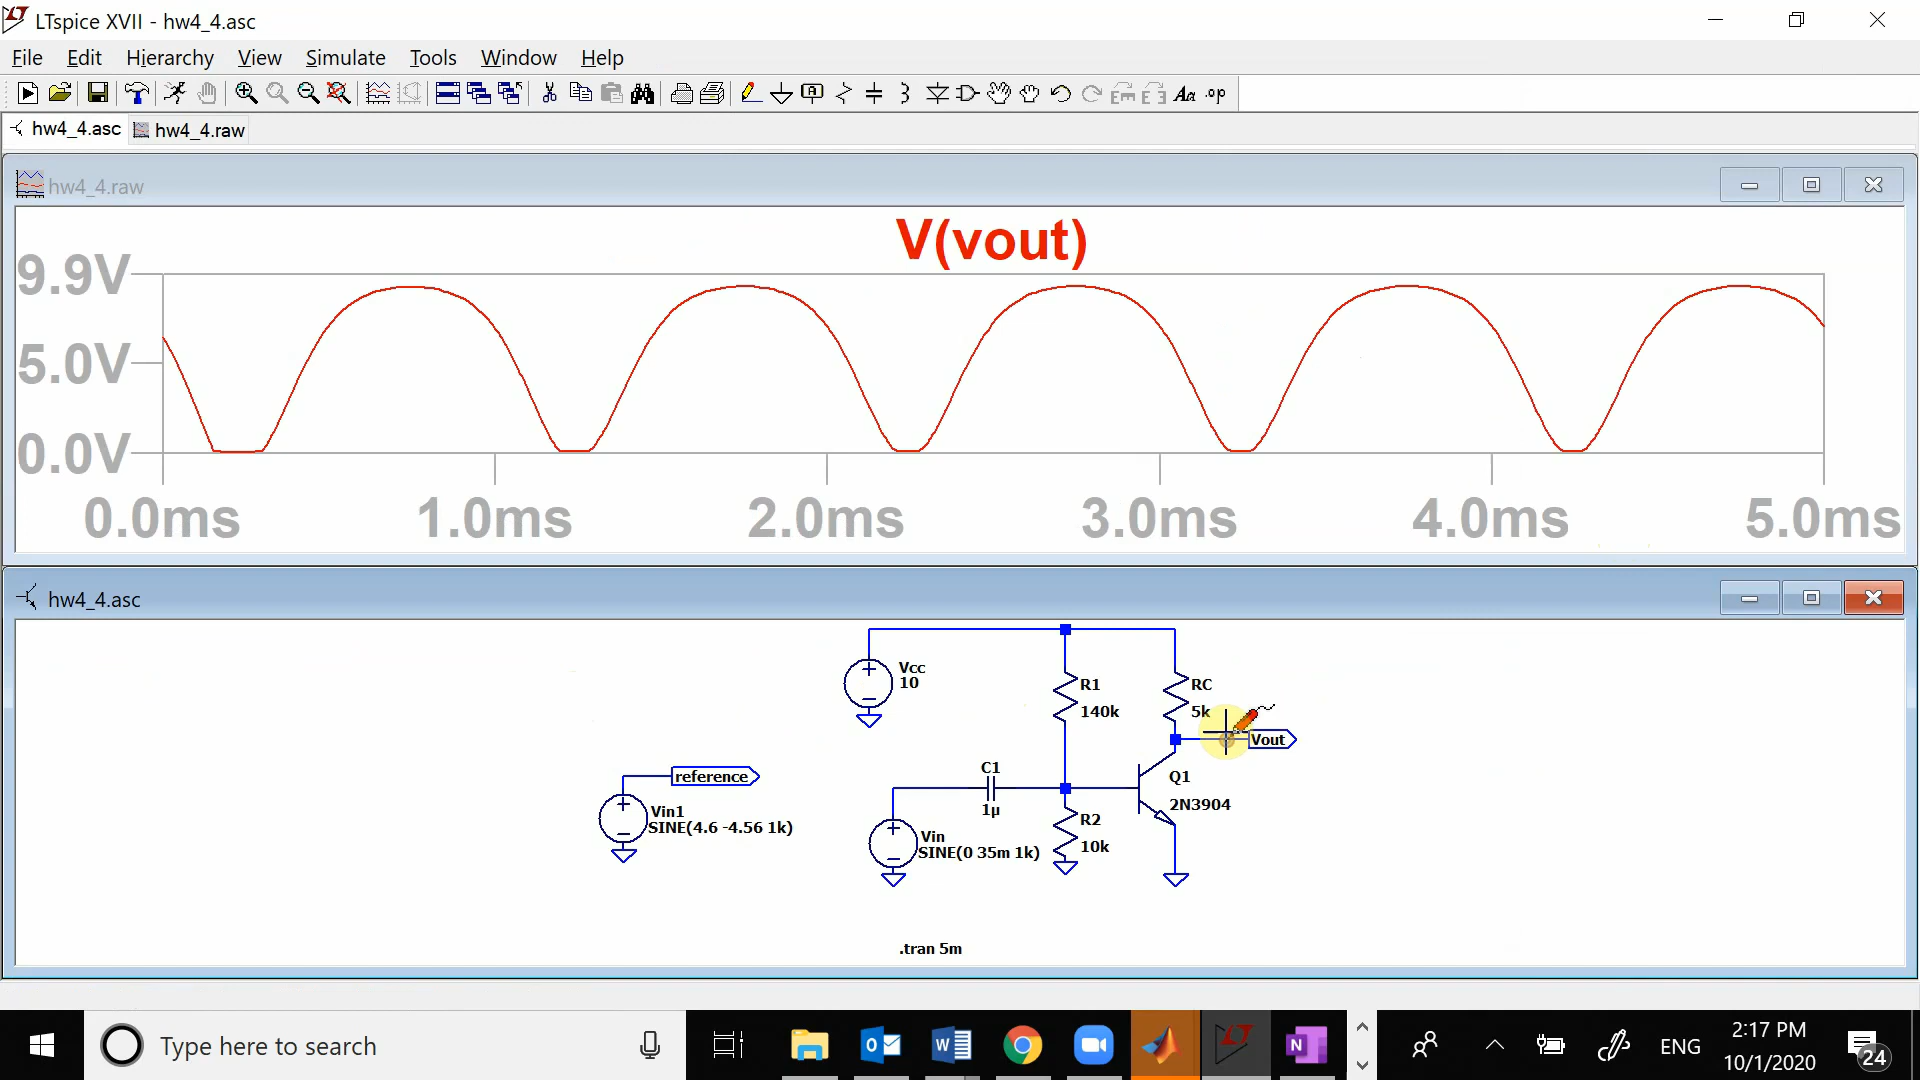 LTspice XVII - hw4_4.asc
File Edit Hierarchy View Simulate Tools Window Help
hw4_4.asc hw4_4.raw
hw4_4.raw
V(vout)
9.9V
5.0V
0.0V
0.0ms 1.0ms 2.0ms 3.0ms 4.0ms 5.0ms
hw4_4.asc
Vcc
10
R1
140k
RC
5k
Vout
reference
Vin1
SINE(4.6 -4.56 1k)
C1
1µ
Vin
SINE(0 35m 1k)
R2
10k
Q1
2N3904
.tran 5m
Type here to search
ENG
2:17 PM
10/1/2020
24